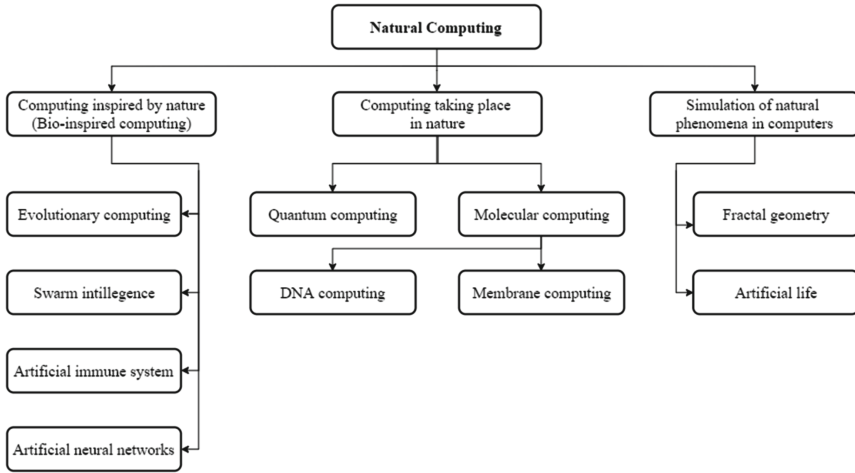 Natural Computing
Computing inspired by nature
(Bio-inspired computing)
Computing taking place
in nature
Simulation of natural
phenomena in computers
Evolutionary computing
Quantum computing
Molecular computing
Fractal geometry
Swarm intillegence
DNA computing
Membrane computing
Artificial life
Artificial immune system
Artificial neural networks